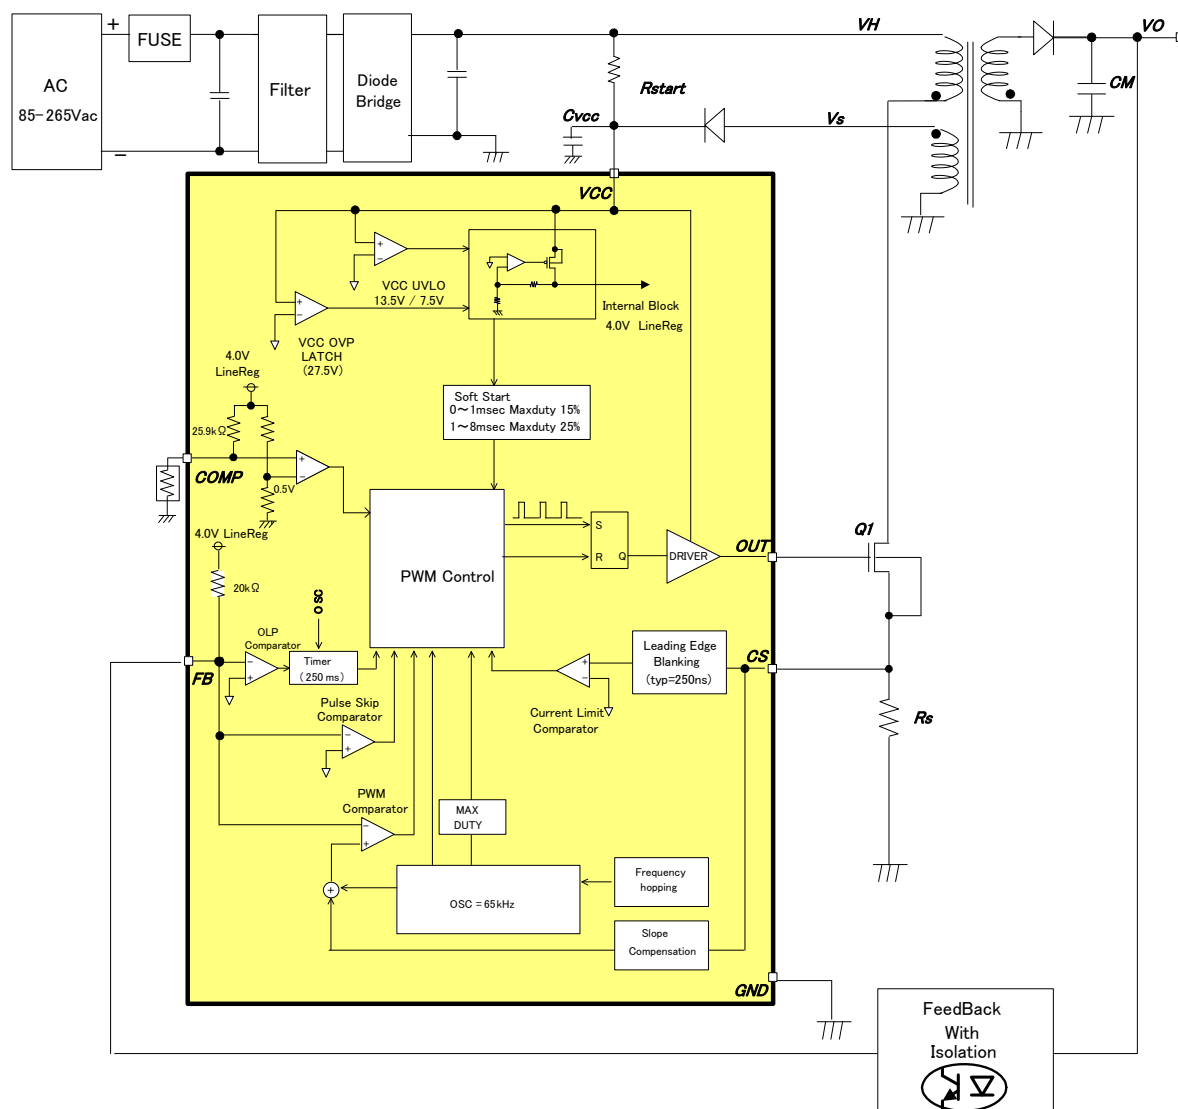 +
FUSE
AC
85-265Vac
−
Filter
Diode
Bridge
VH
VO
Rstart
CM
Cvcc
Vs
VCC
VCC UVLO
13.5V / 7.5V
Internal Block
4.0V LineReg
VCC OVP
LATCH
(27.5V)
4.0V
LineReg
Soft Start
0～1msec Maxduty 15%
1～8msec Maxduty 25%
25.9kΩ
COMP
0.5V
4.0V LineReg
20kΩ
PWM Control
S
R
Q
DRIVER
OUT
Q1
OSC
OLP
Comparator
Timer
(250 ms)
FB
Leading Edge
Blanking
(typ=250ns)
CS
Pulse Skip
Comparator
Current Limit
Comparator
Rs
PWM
Comparator
MAX
DUTY
+
OSC = 65kHz
Frequency
hopping
Slope
Compensation
GND
FeedBack
With
Isolation